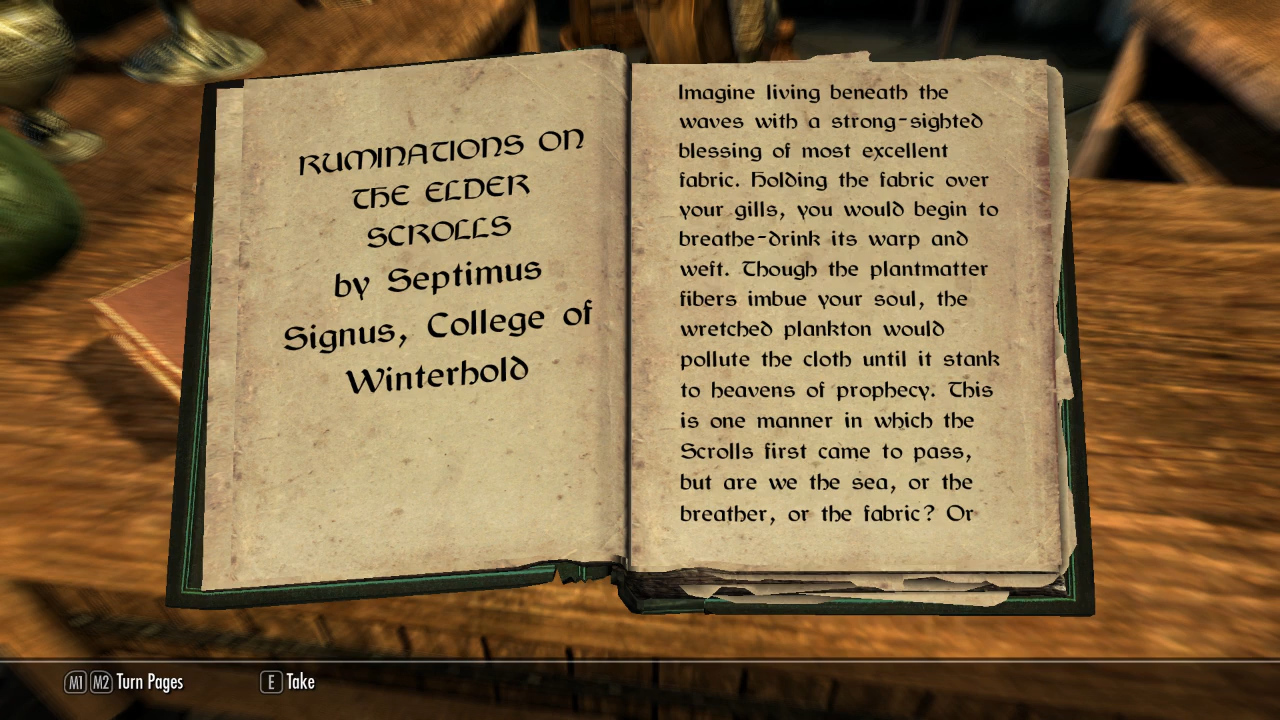 RUMINATIONS ON
THE ELDER
SCROLLS
by Septimus
Signus, College of
Winterhold
Imagine living beneath the
waves with a strong-sighted
blessing of most excellent
fabric. Holding the fabric over
your gills, you would begin to
breathe-drink its warp and
weft. Though the plantmatter
fibers imbue your soul, the
wretched plankton would
pollute the cloth until it stank
to heavens of prophecy. This
is one manner in which the
Scrolls first came to pass,
but are we the sea, or the
breather, or the fabric? Or
M1 M2 Turn Pages
E Take